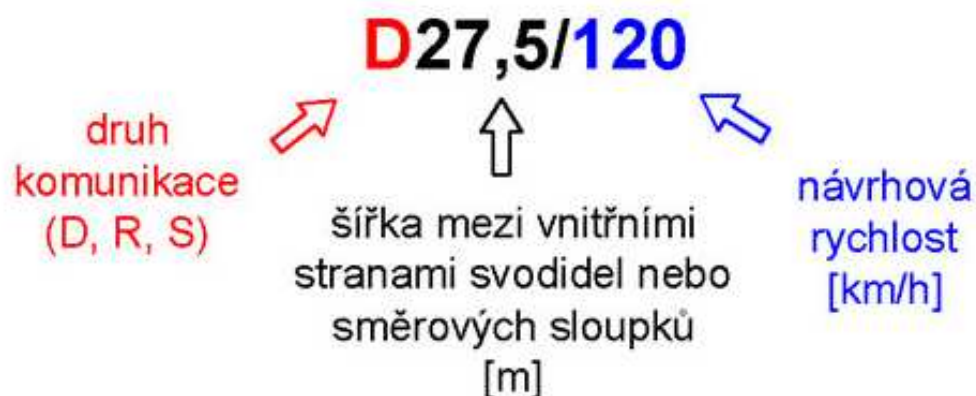 D27,5/120
druh
komunikace
(D, R, S)
šířka mezi vnitřními
stranami svodidel nebo
směrových sloupků
[m]
návrhová
rychlost
[km/h]